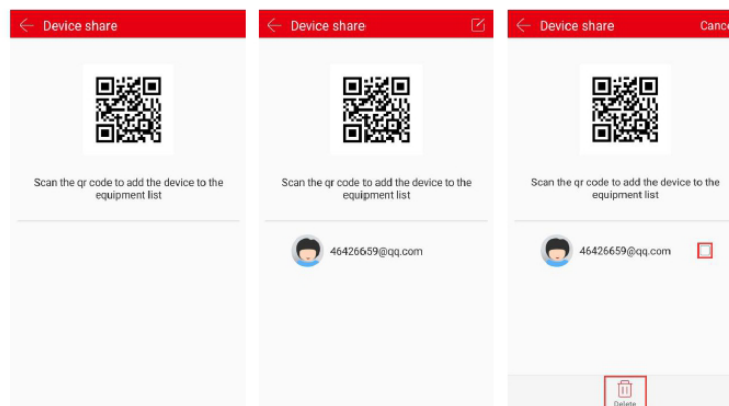 Device share
Scan the qr code to add the device to the
equipment list
Device share
Scan the qr code to add the device to the
equipment list
46426659@qq.com
Device share
Cance
Scan the qr code to add the device to the
equipment list
46426659@qq.com
Delete